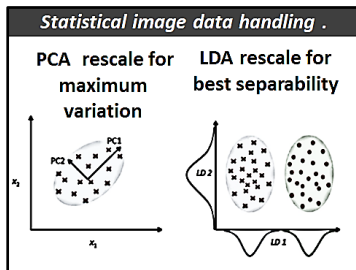 Statistical image data handling .
PCA rescale for
maximum
variation
LDA rescale for
best separability
PC1
PC2
x2
x1
LD 2
LD 1